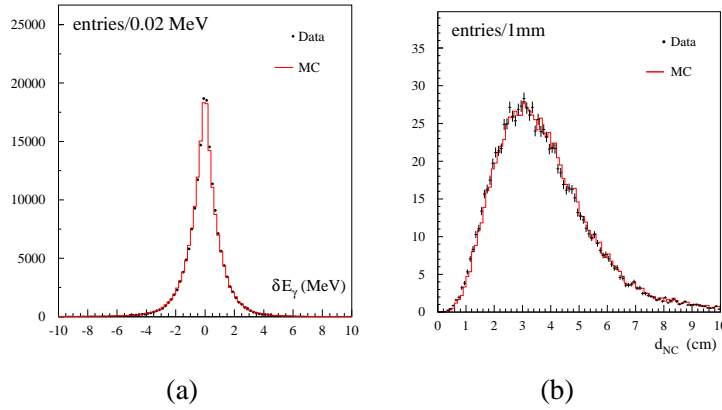 entries/0.02 MeV
Data
MC
25000
20000
15000
10000
5000
0
δEγ (MeV)
-10 -8 -6 -4 -2 0 2 4 6 8 10
(a)
entries/1mm
Data
MC
35
30
25
20
15
10
5
0
0 1 2 3 4 5 6 7 8 9 10
dNC (cm)
(b)